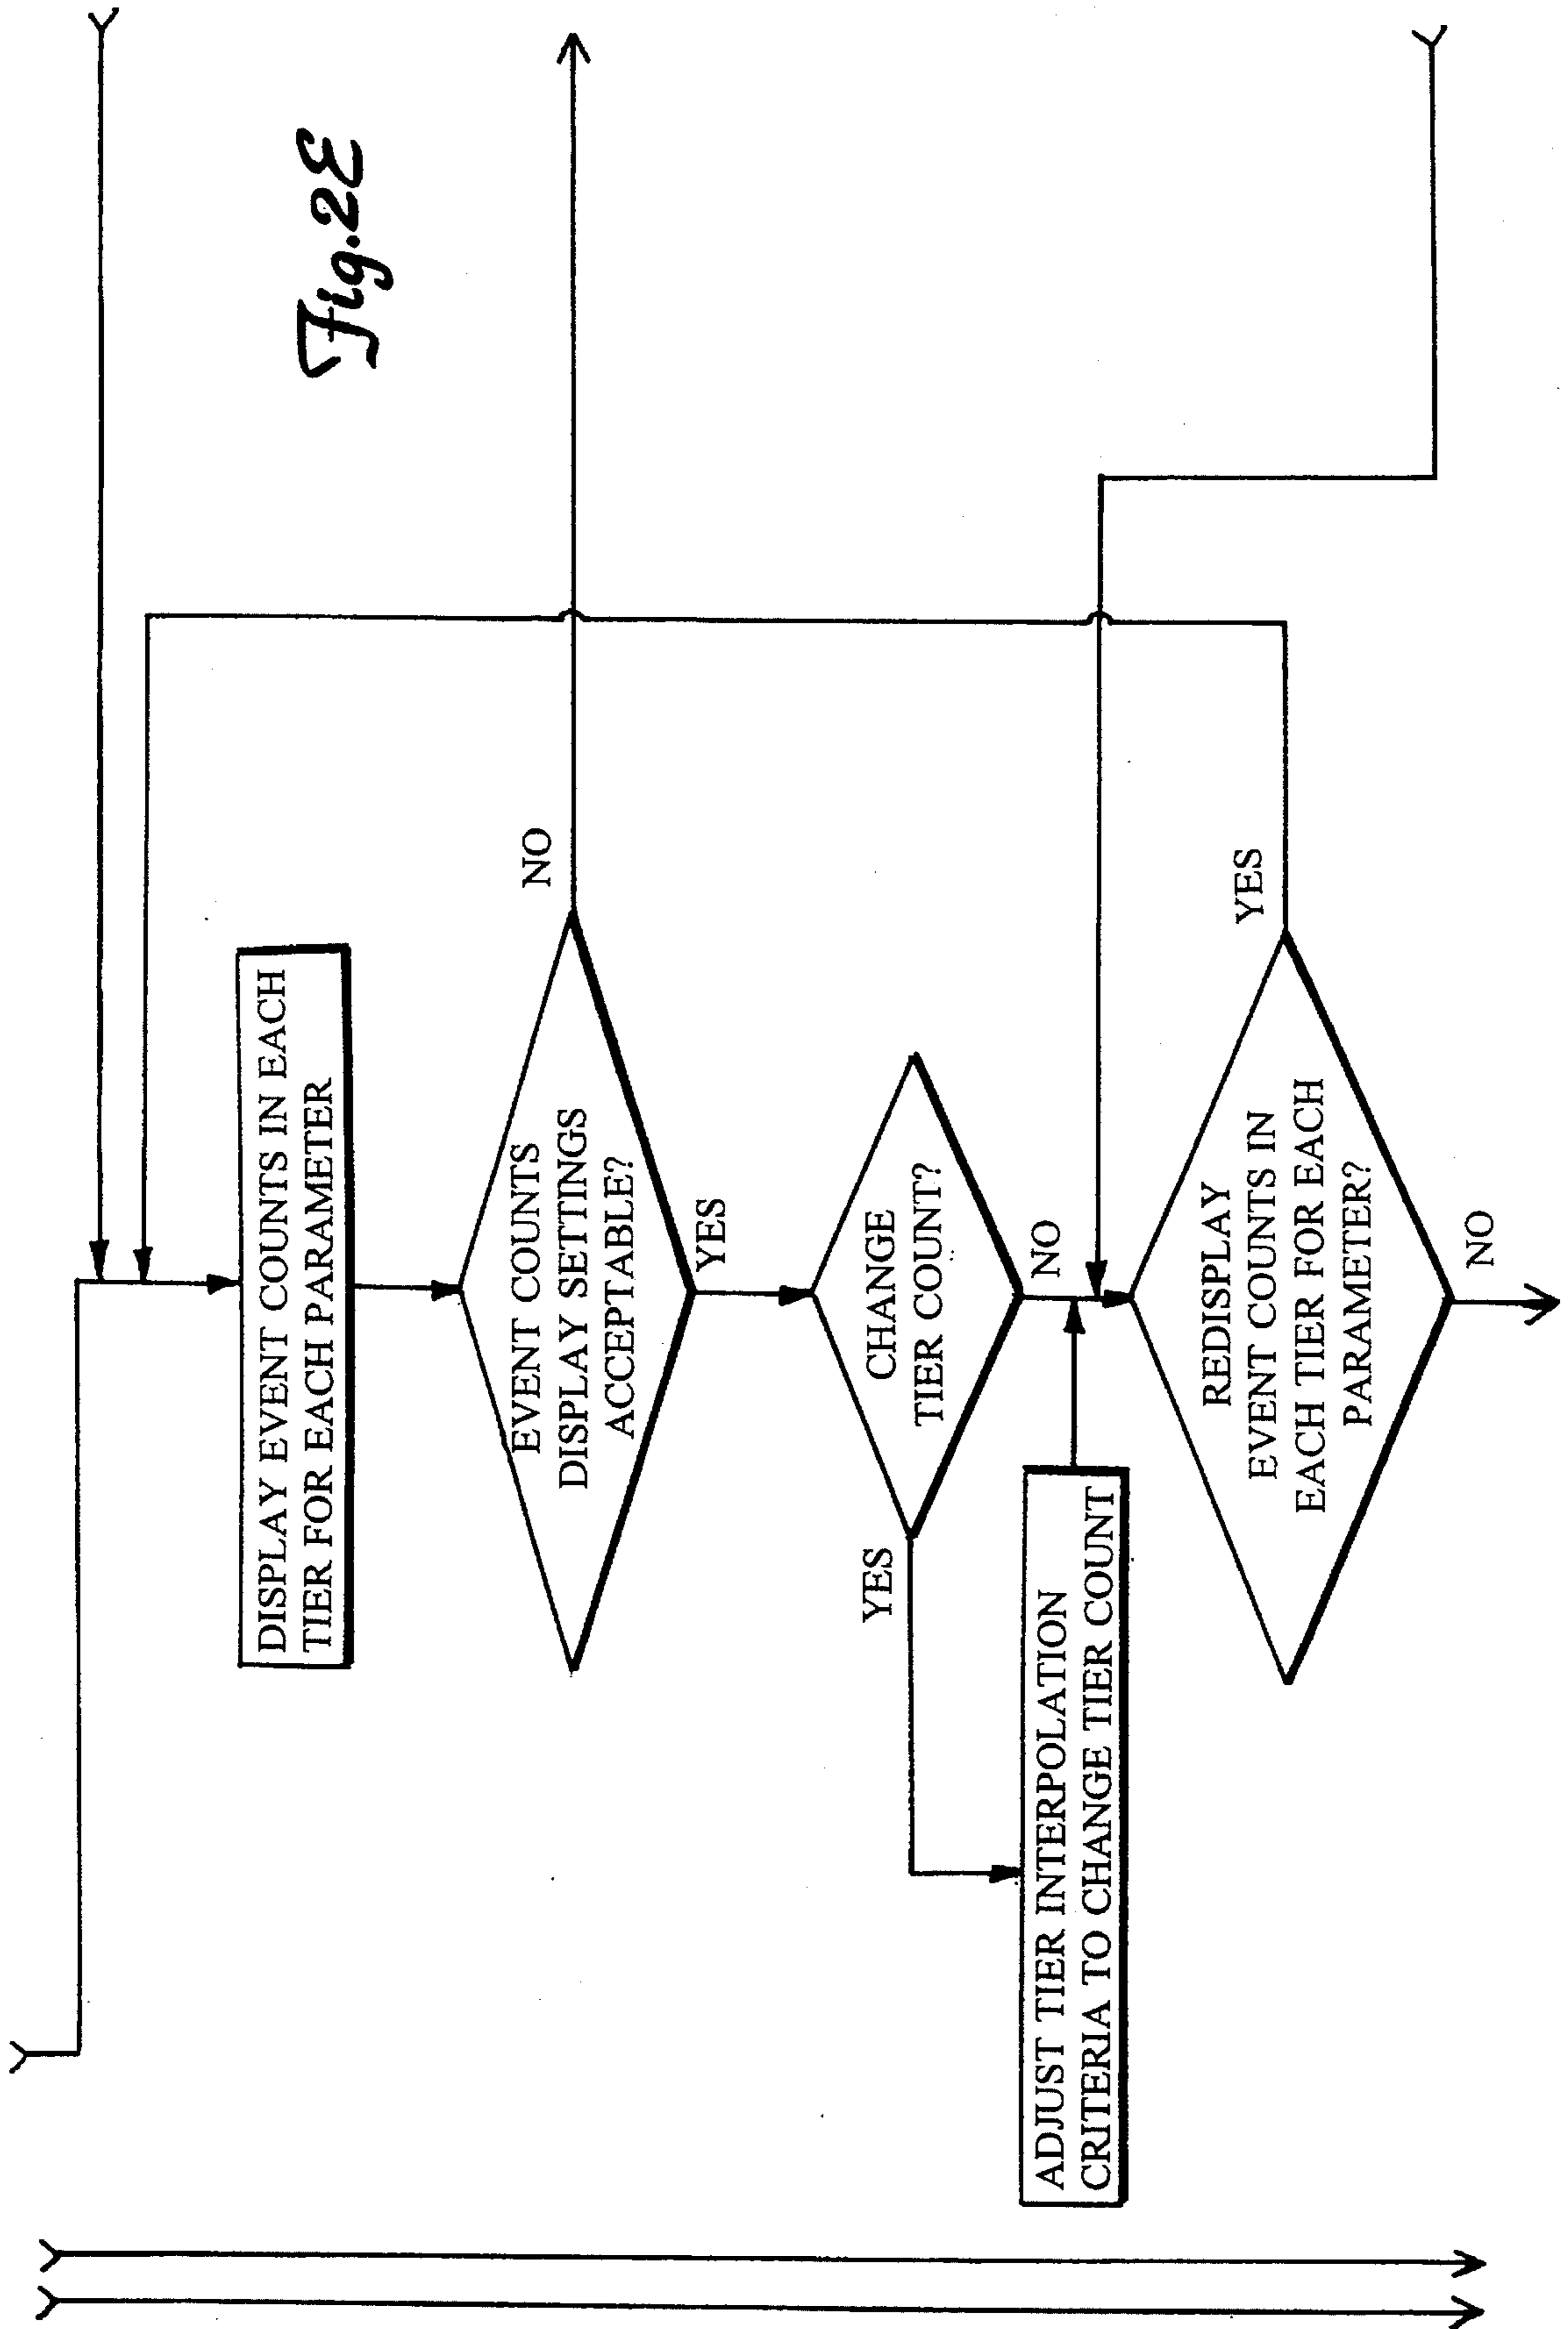 Fig. 2E
DISPLAY EVENT COUNTS IN EACH
TIER FOR EACH PARAMETER
EVENT COUNTS
DISPLAY SETTINGS
ACCEPTABLE?
NO
YES
CHANGE
TIER COUNT?
YES
NO
ADJUST TIER INTERPOLATION
CRITERIA TO CHANGE TIER COUNT
REDISPLAY
EVENT COUNTS IN
EACH TIER FOR EACH
PARAMETER?
YES
NO